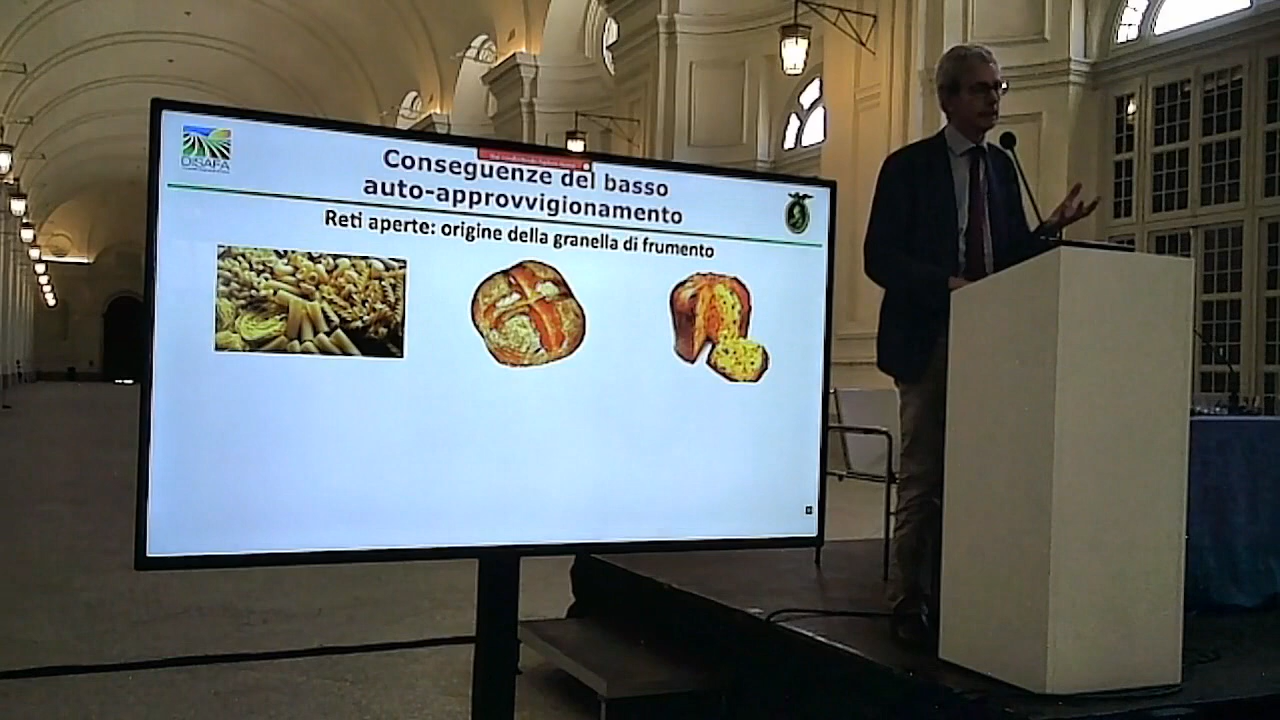 DISAFA
Conseguenze del basso
auto-approvvigionamento
Reti aperte: origine della granella di frumento